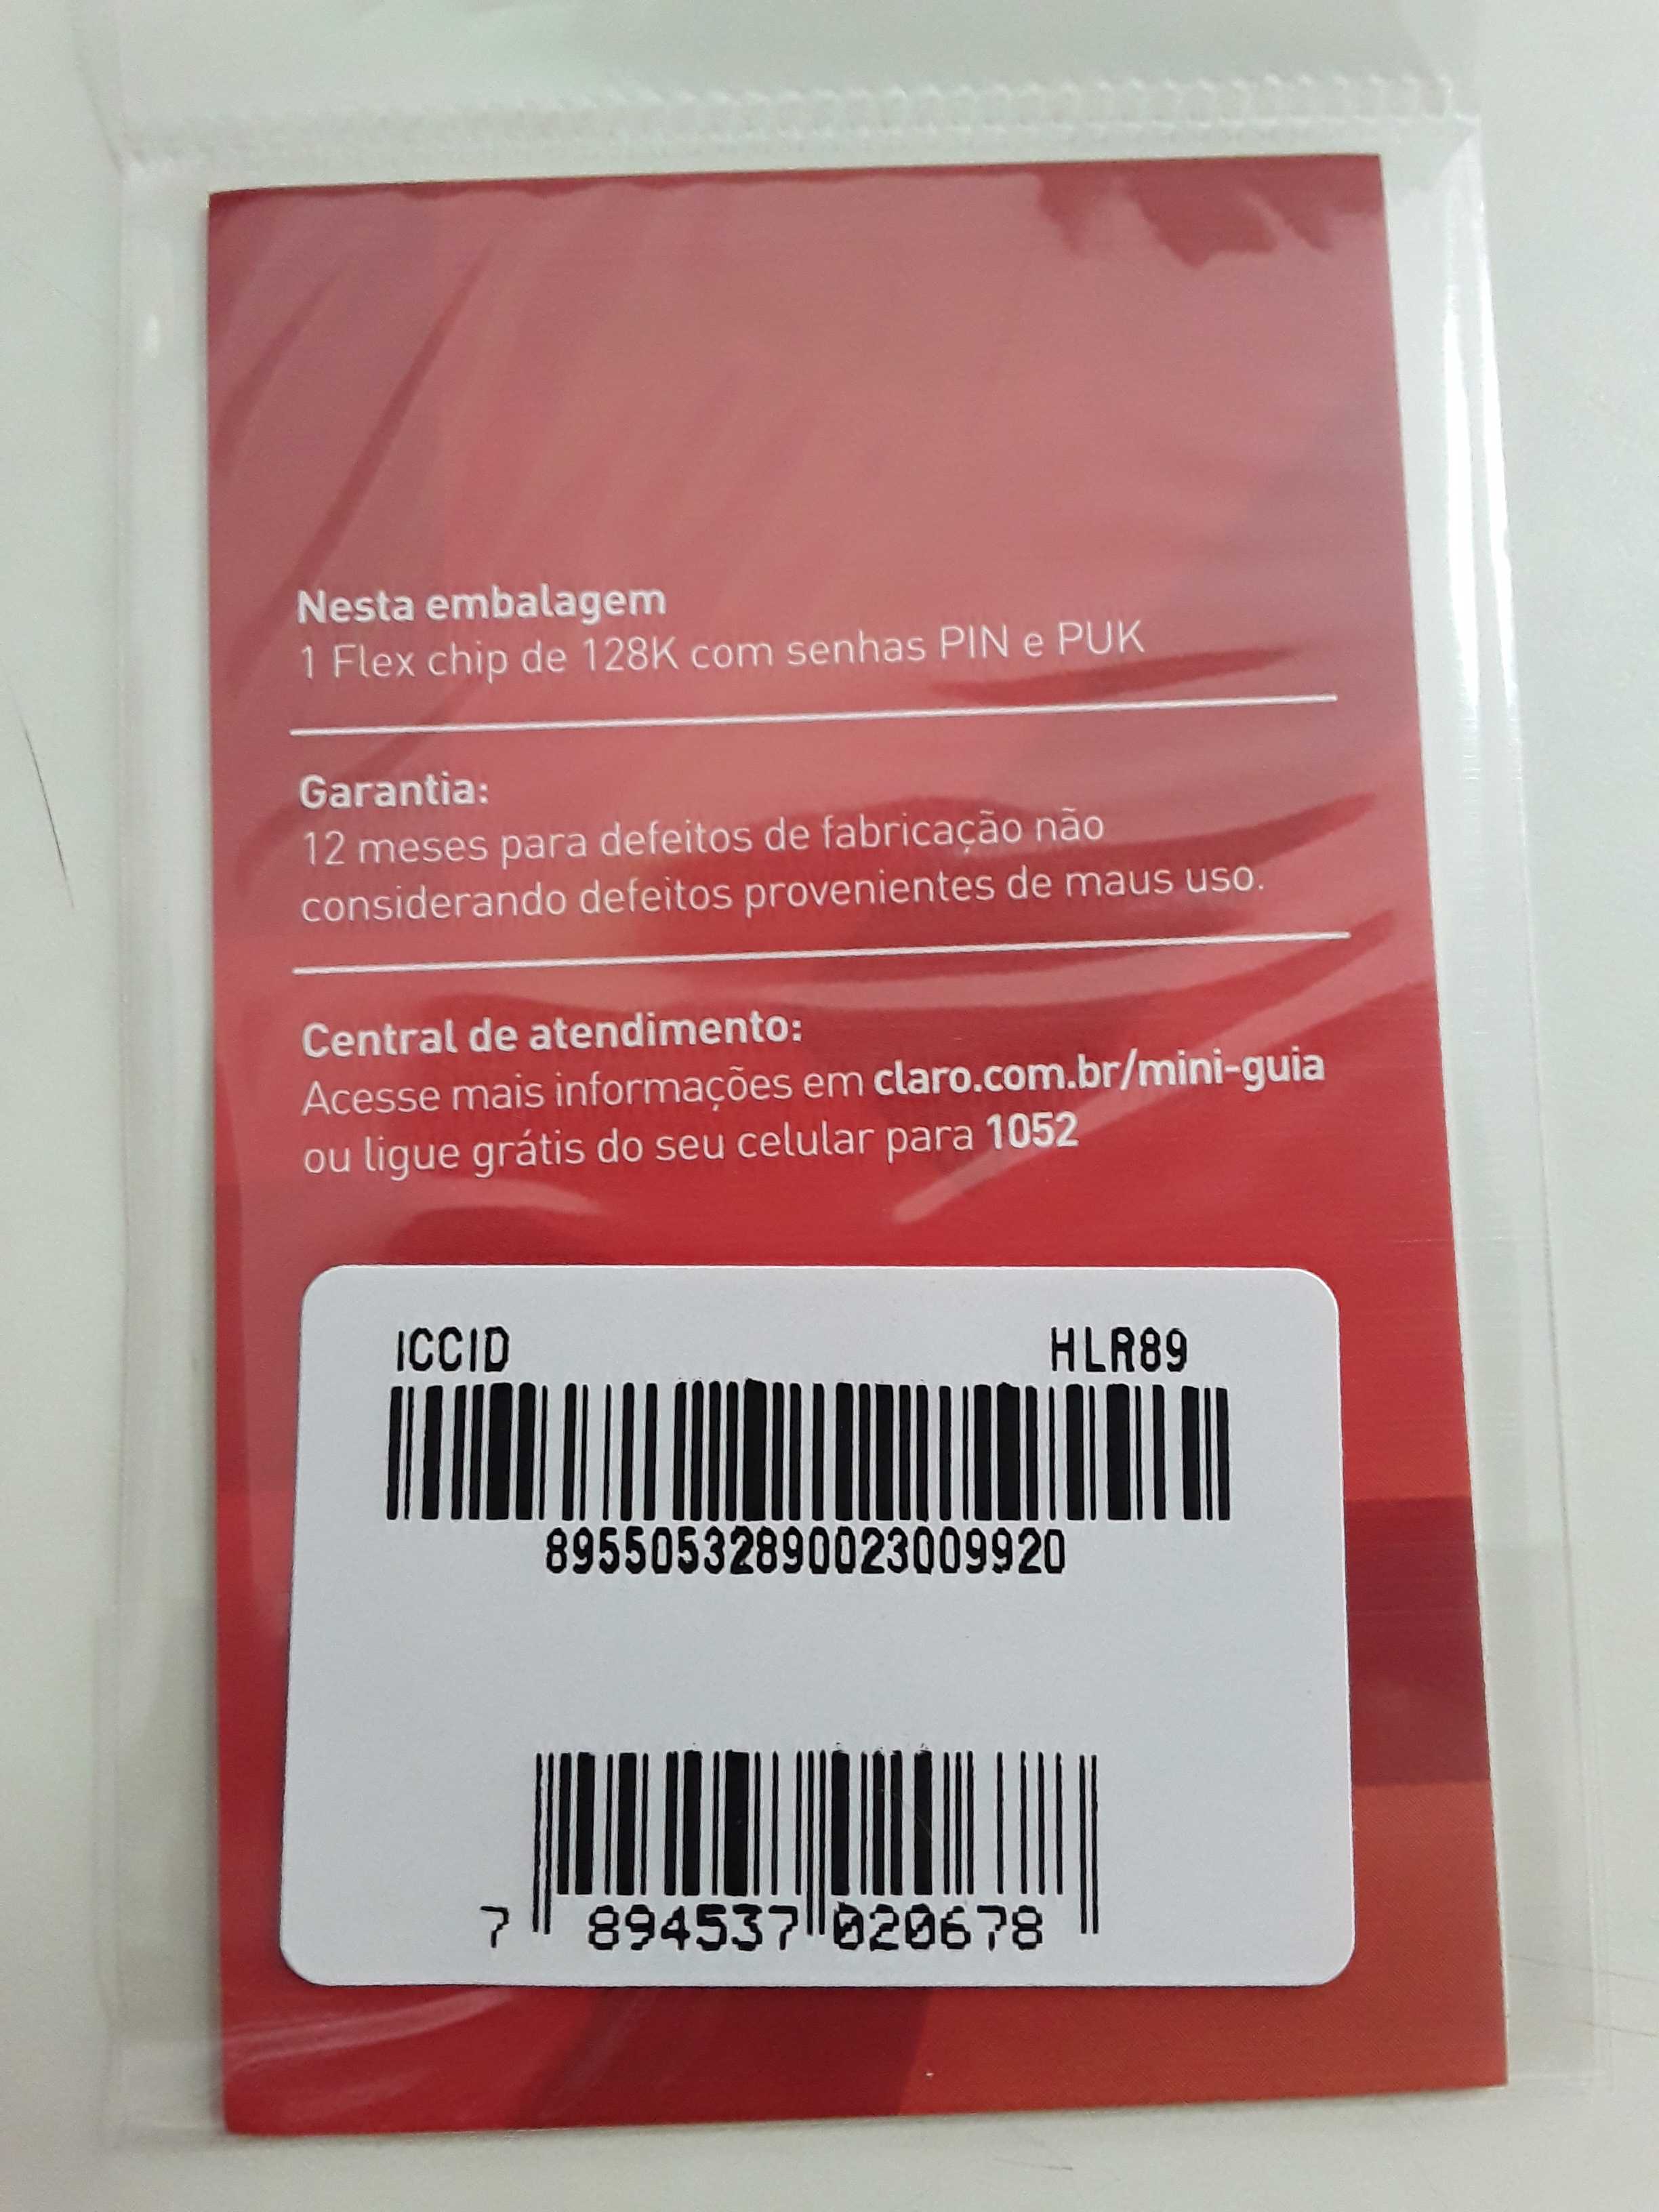 Nesta embalagem
1 Flex chip de 128K com senhas PIN e PUK
Garantia:
12 meses para defeitos de fabricação não
considerando defeitos provenientes de maus uso.
Central de atendimento:
Acesse mais informações em claro.com.br/mini-guia
ou ligue grátis do seu celular para 1052
ICCID HLR89
89550532890023009920
7 894537 020678